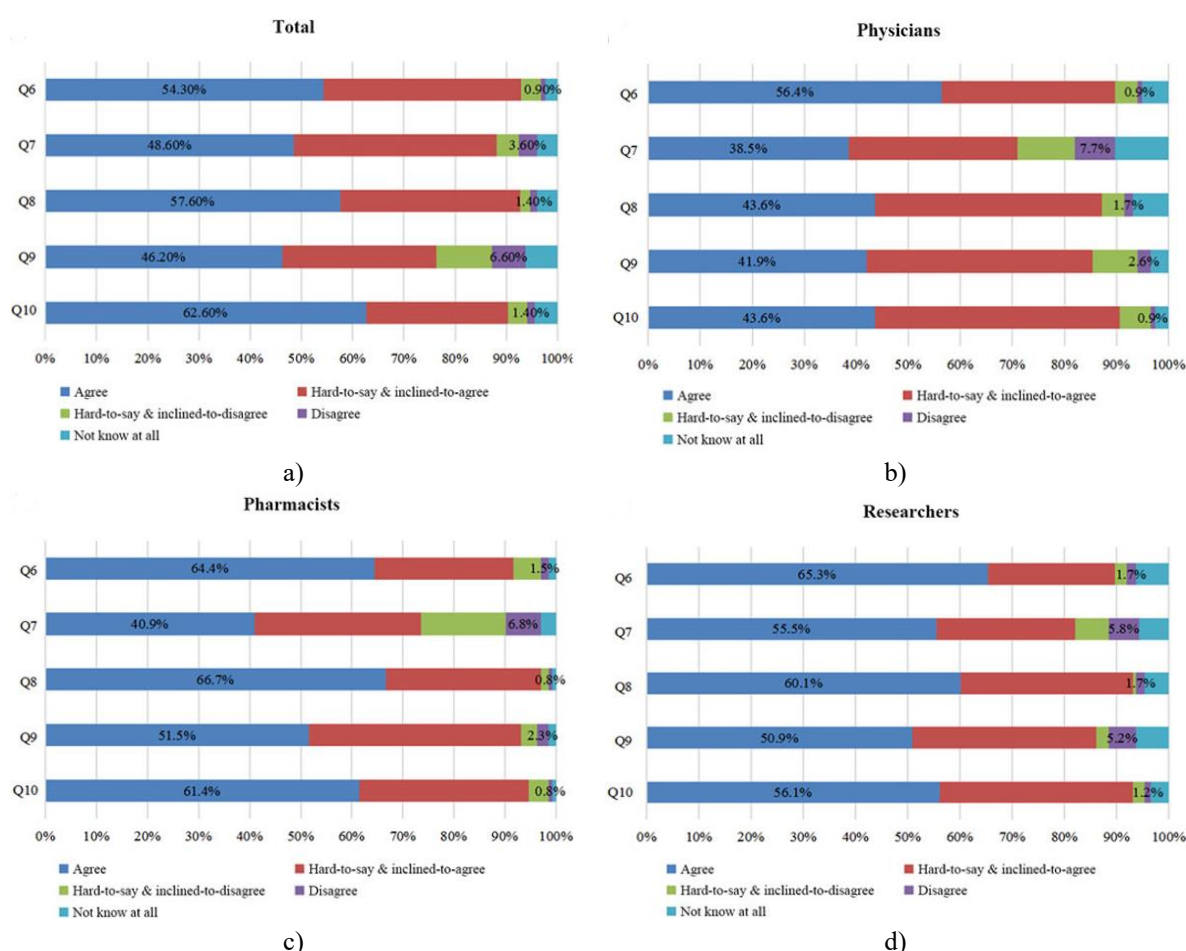 Total
Q6 54.30% 0.90%
Q7 48.60% 3.60%
Q8 57.60% 1.40%
Q9 46.20% 6.60%
Q10 62.60% 1.40%
0% 10% 20% 30% 40% 50% 60% 70% 80% 90% 100%
Agree Hard-to-say & inclined-to-agree
Hard-to-say & inclined-to-disagree Disagree
Not know at all
a)
Physicians
Q6 56.4% 0.9%
Q7 38.5% 7.7%
Q8 43.6% 1.7%
Q9 41.9% 2.6%
Q10 43.6% 0.9%
0% 10% 20% 30% 40% 50% 60% 70% 80% 90% 100%
Agree Hard-to-say & inclined-to-agree
Hard-to-say & inclined-to-disagree Disagree
Not know at all
b)
Pharmacists
Q6 64.4% 1.5%
Q7 40.9% 6.8%
Q8 66.7% 0.8%
Q9 51.5% 2.3%
Q10 61.4% 0.8%
0% 10% 20% 30% 40% 50% 60% 70% 80% 90% 100%
Agree Hard-to-say & inclined-to-agree
Hard-to-say & inclined-to-disagree Disagree
Not know at all
c)
Researchers
Q6 65.3% 1.7%
Q7 55.5% 5.8%
Q8 60.1% 1.7%
Q9 50.9% 5.2%
Q10 56.1% 1.2%
0% 10% 20% 30% 40% 50% 60% 70% 80% 90% 100%
Agree Hard-to-say & inclined-to-agree
Hard-to-say & inclined-to-disagree Disagree
Not know at all
d)